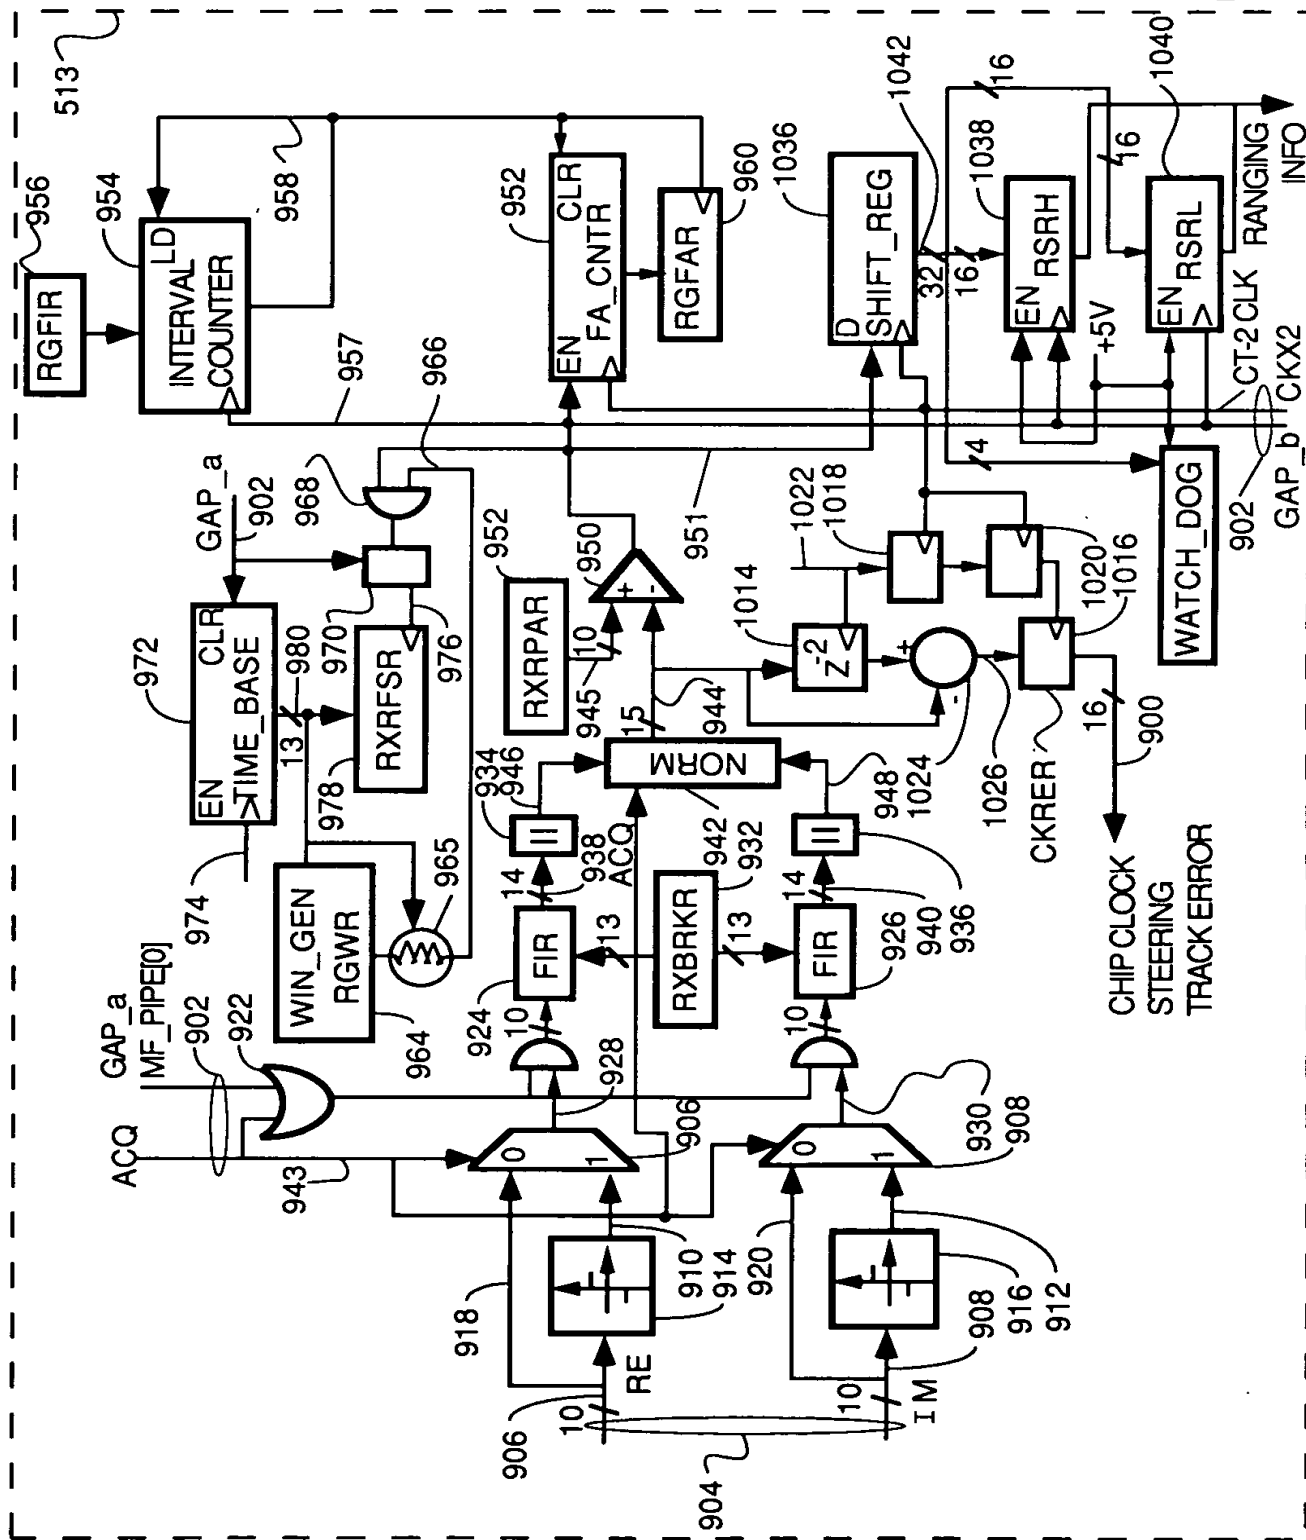 513
956
RGFIR
954
LD
INTERVAL
COUNTER
958
957
966
GAP_a
902
968
970
976
972
EN
CLR
TIME_BASE
974
980
13
978
RXRFSR
WIN_GEN
RGWR
964
965
952
EN
CLR
FA_CNTR
960
RGFAR
1036
D
SHIFT_REG
1042
32
16
16
1038
EN
RSRH
16
1040
EN
RSRL
+5V
RANGING
INFO
CT-2 CLK
CKX2
GAP_b
902
4
WATCH_DOG
952
RXRPAR
945
10
950
+
-
951
1022
1018
1014
Z-2
1020
1016
+
-
1024
1026
CKRER
16
900
CHIP CLOCK
STEERING
TRACK ERROR
NORM
15
944
942
946
934
||
938
14
ACQ
932
RXBRKR
13
13
948
||
936
940
14
FIR
924
FIR
926
10
10
GAP_a
MF_PIPE[0]
902
922
ACQ
943
928
906
0
1
930
908
0
1
918
910
914
920
916
912
908
906
10
RE
10
IM
904